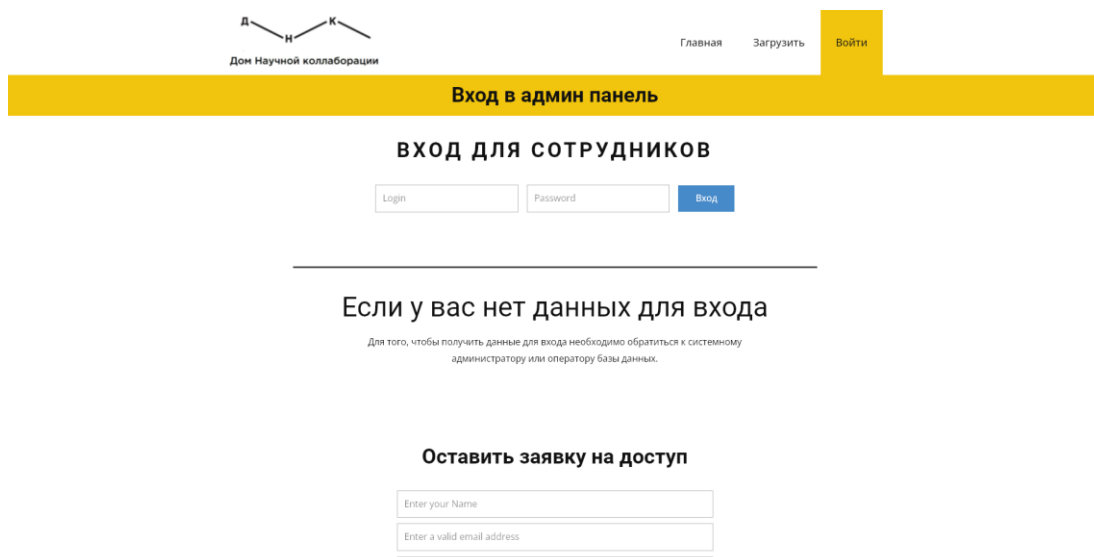 Д
Н
К
Дом Научной коллаборации
Главная
Загрузить
Войти
Вход в админ панель
ВХОД ДЛЯ СОТРУДНИКОВ
Login
Password
Вход
Если у вас нет данных для входа
Для того, чтобы получить данные для входа необходимо обратиться к системному
администратору или оператору базы данных.
Оставить заявку на доступ
Enter your Name
Enter a valid email address